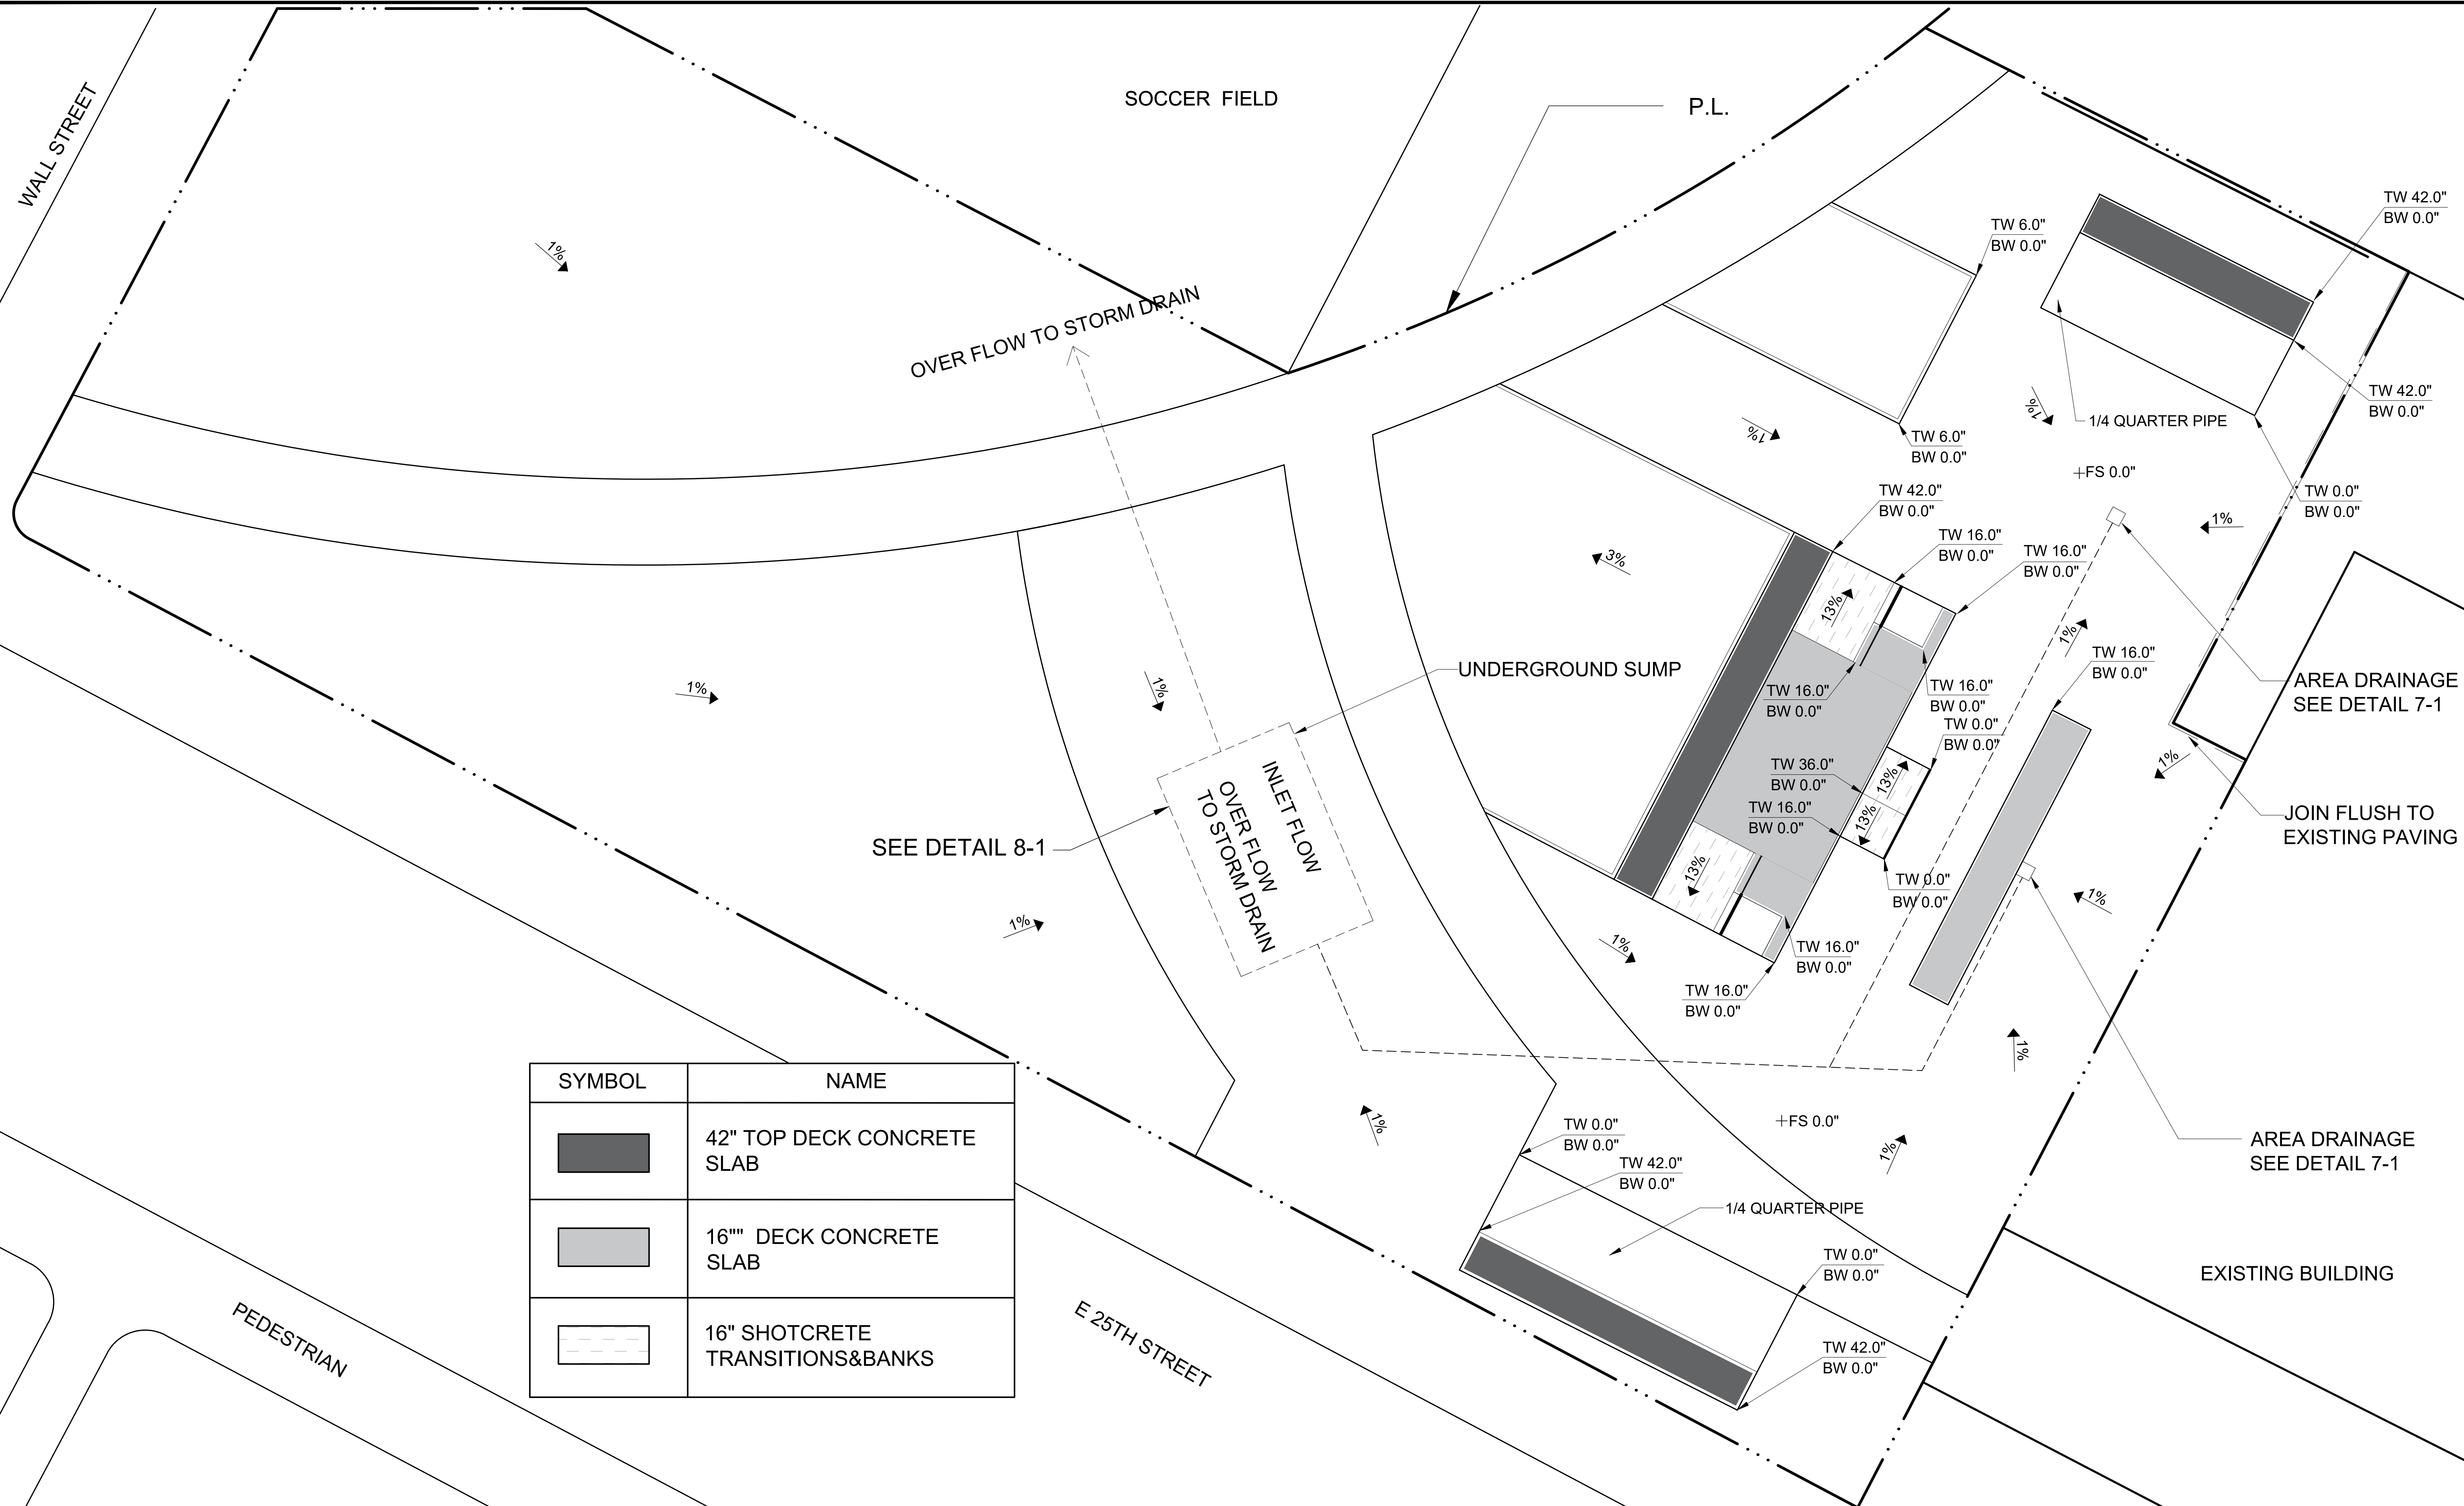 WALL STREET
SOCCER FIELD
P.L.
1%
OVER FLOW TO STORM DRAIN
TW 6.0"
BW 0.0"
TW 42.0"
BW 0.0"
TW 42.0"
BW 0.0"
1/4 QUARTER PIPE
1%
1%
TW 6.0"
BW 0.0"
+FS 0.0"
TW 0.0"
BW 0.0"
1%
TW 42.0"
BW 0.0"
TW 16.0"
BW 0.0"
TW 16.0"
BW 0.0"
3%
13%
1%
TW 16.0"
BW 0.0"
AREA DRAINAGE
SEE DETAIL 7-1
UNDERGROUND SUMP
1%
1%
TW 16.0"
BW 0.0"
TW 16.0"
BW 0.0"
TW 0.0"
BW 0.0"
TW 36.0"
BW 0.0"
13%
13%
TW 16.0"
BW 0.0"
1%
JOIN FLUSH TO
EXISTING PAVING
INLET FLOW
OVER FLOW
TO STORM DRAIN
SEE DETAIL 8-1
13%
TW 0.0"
BW 0.0"
1%
1%
1%
TW 16.0"
BW 0.0"
TW 16.0"
BW 0.0"
1%
1%
+FS 0.0"
1%
TW 0.0"
BW 0.0"
TW 42.0"
BW 0.0"
AREA DRAINAGE
SEE DETAIL 7-1
1/4 QUARTER PIPE
TW 0.0"
BW 0.0"
EXISTING BUILDING
TW 42.0"
BW 0.0"
SYMBOL NAME
42" TOP DECK CONCRETE
SLAB
16"" DECK CONCRETE
SLAB
16" SHOTCRETE
TRANSITIONS&BANKS
PEDESTRIAN
E 25TH STREET